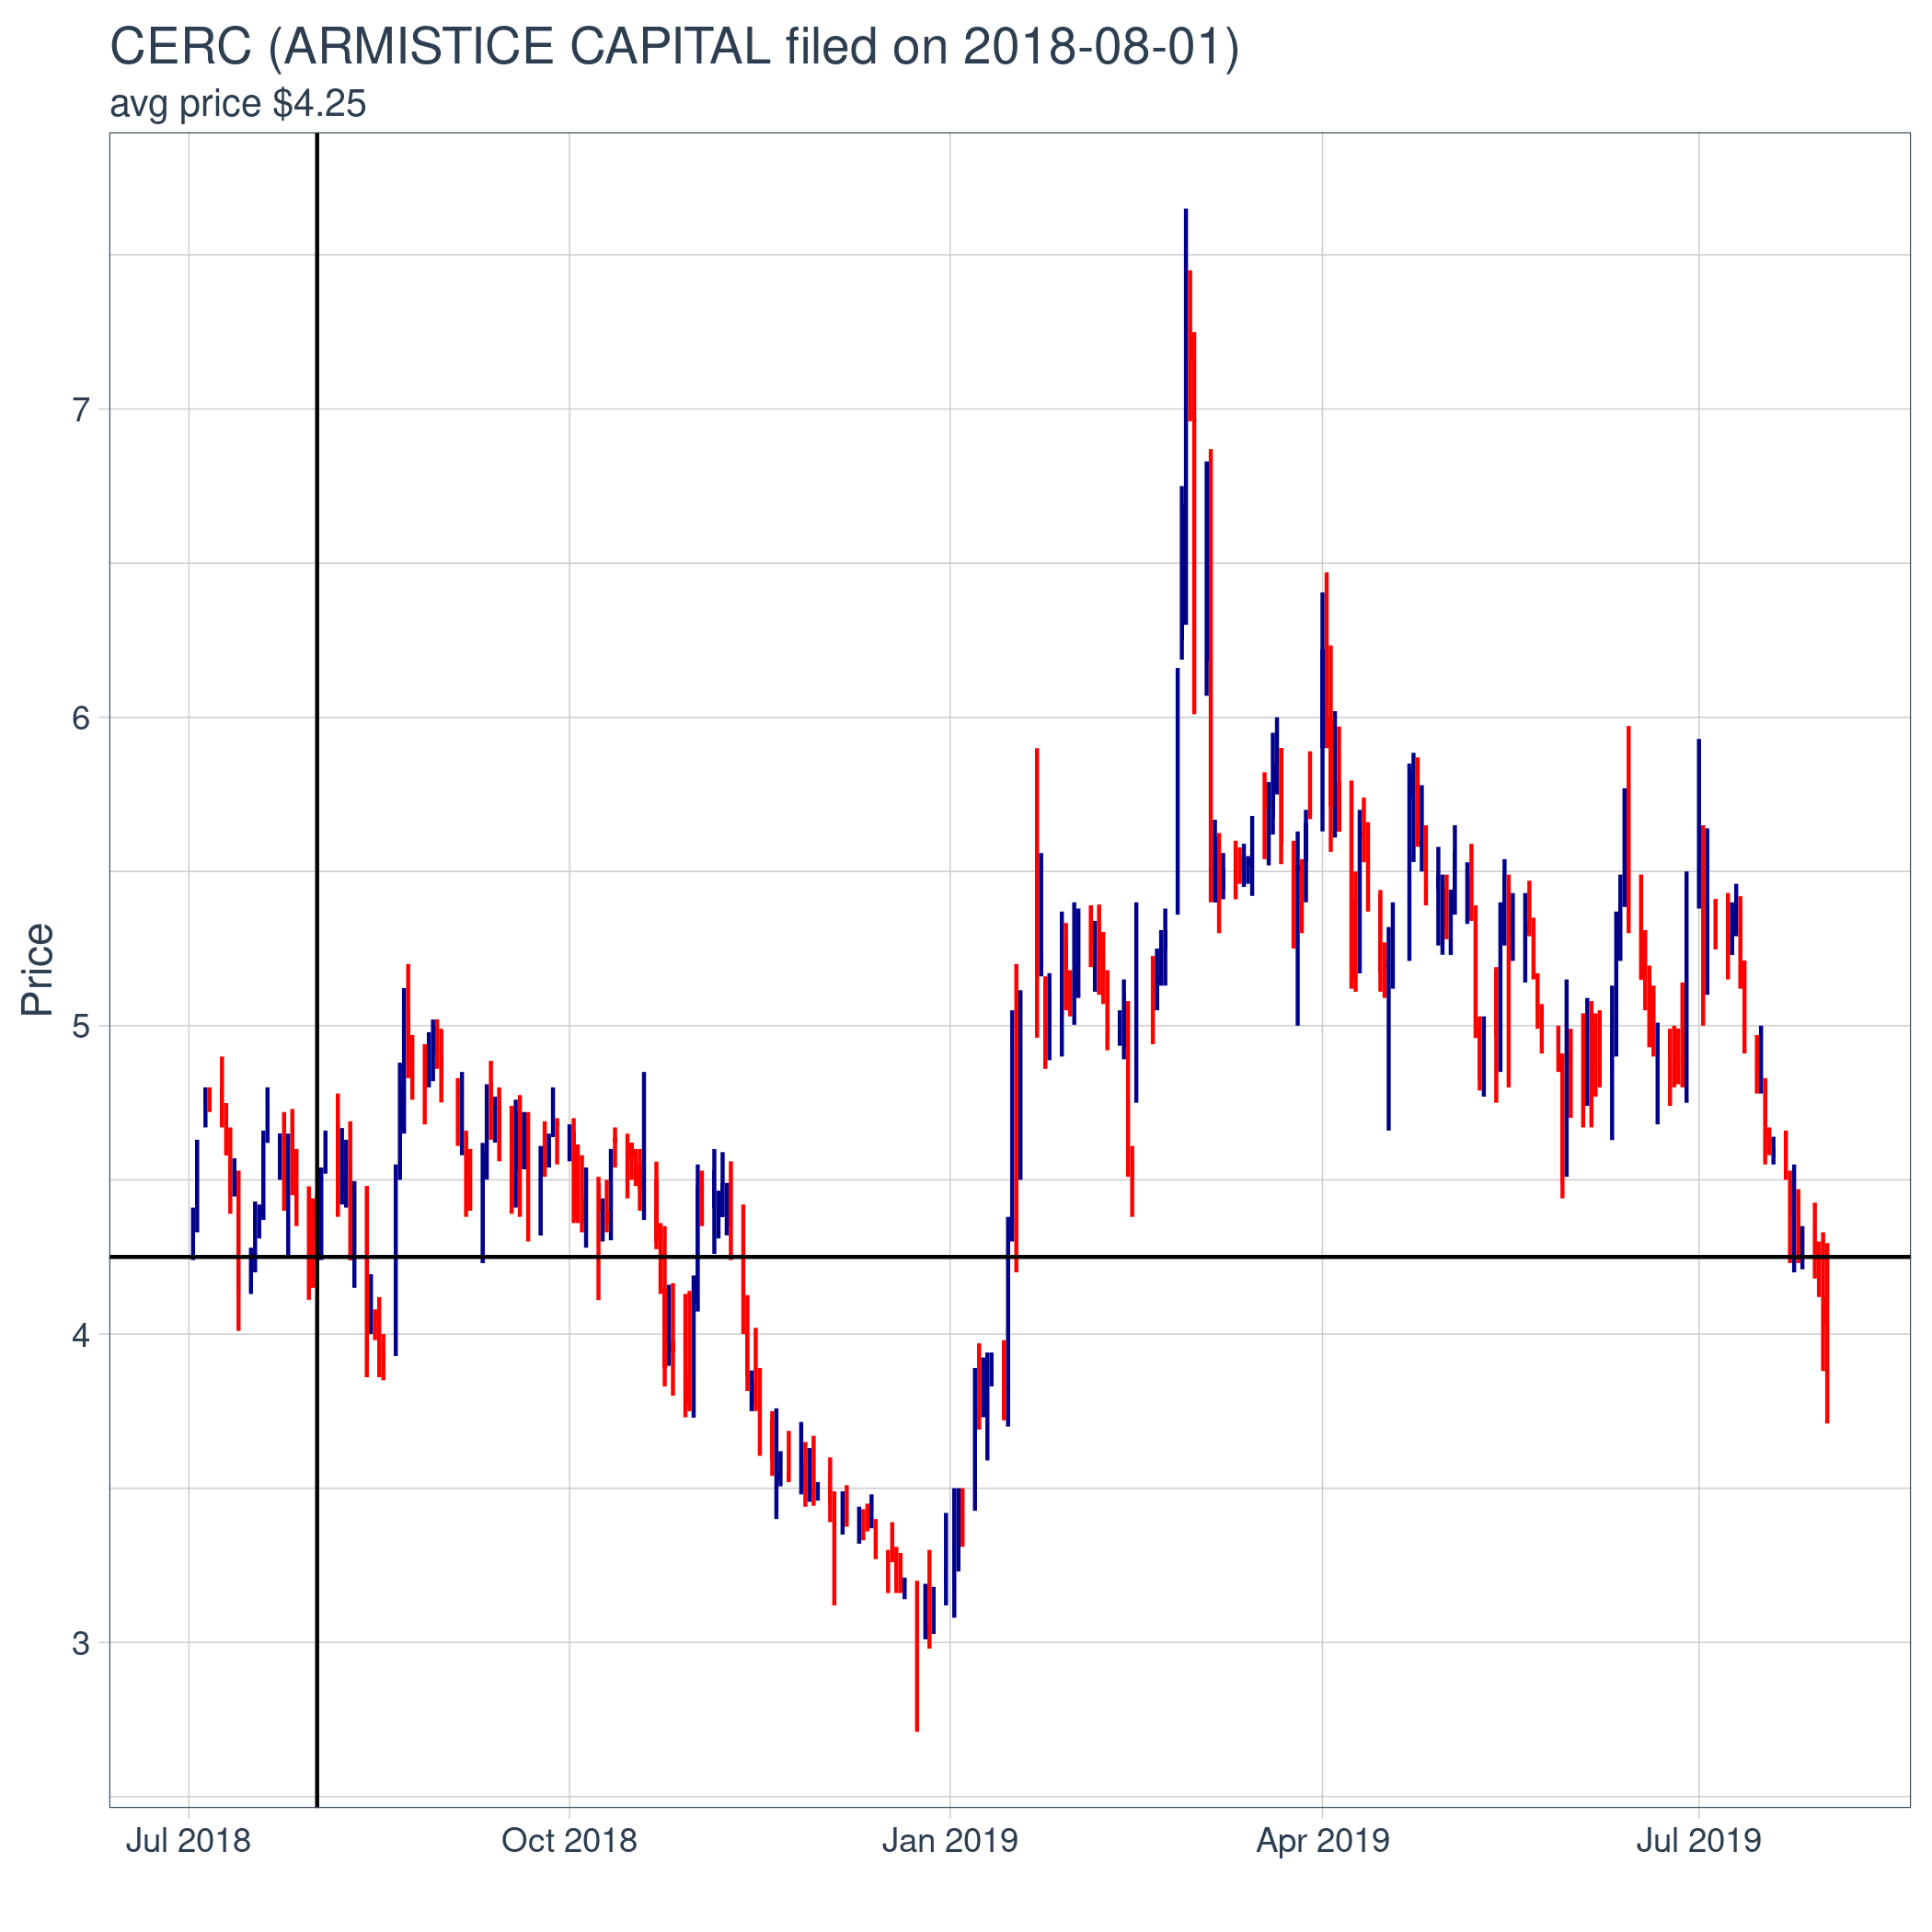 CERC (ARMISTICE CAPITAL filed on 2018-08-01)
avg price $4.25
7
6
5
4
3
Price
Jul 2018
Oct 2018
Jan 2019
Apr 2019
Jul 2019